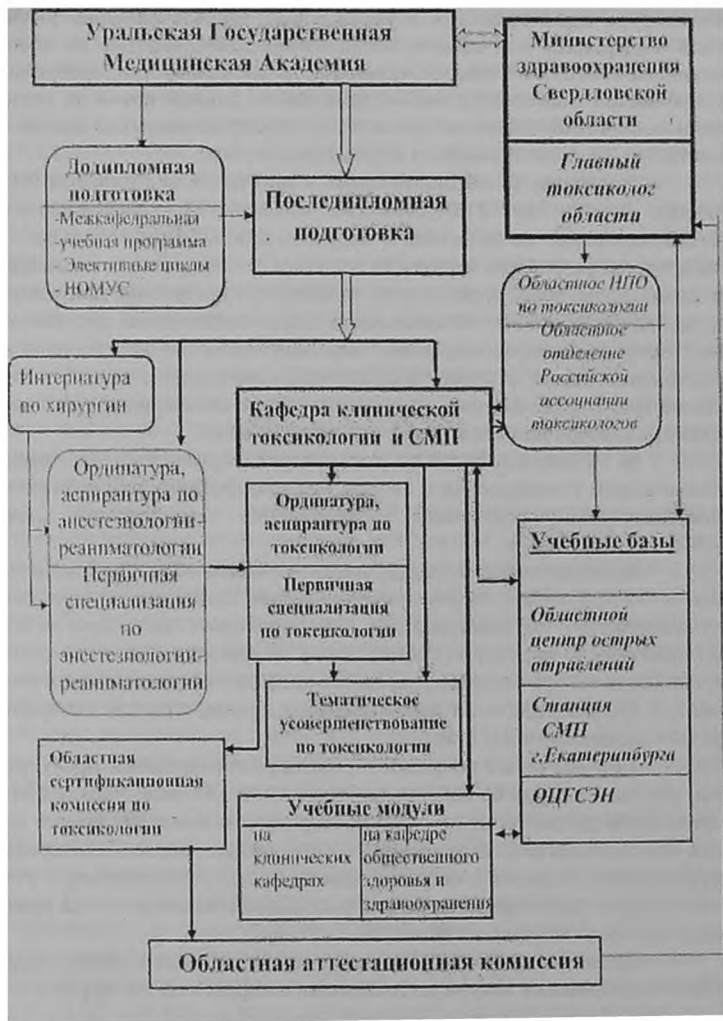 Уральская Государственная
Медицинская Академия
Министерство
здравоохранения
Свердловской
области
Главный
токсиколог
области
Додипломная
подготовка
-Межкафедральная
-учебная программа
- Элективные циклы
- НОМУС
Последипломная
подготовка
Областное НПО
по токсикологии
Областное
отделение
Российской
ассоциации
токсикологов
Интернатура
по хирургии
Кафедра клинической
токсикологии и СМП
Ординатура,
аспирантура по
анестезиологии-
реаниматологии
Первичная
специализация
по
анестезиологии-
реаниматологии
Ординатура,
аспирантура по
токсикологии
Первичная
специализация
по токсикологии
Учебные базы
Областной
центр острых
отравлений
Станция
СМП
г.Екатеринбурга
ОЦГСЭН
Тематическое
усовершенствование
по токсикологии
Областная
сертификационная
комиссия по
токсикологии
Учебные модули
на
клинических
кафедрах
на кафедре
общественного
здоровья и
здравоохранения
Областная аттестационная комиссия